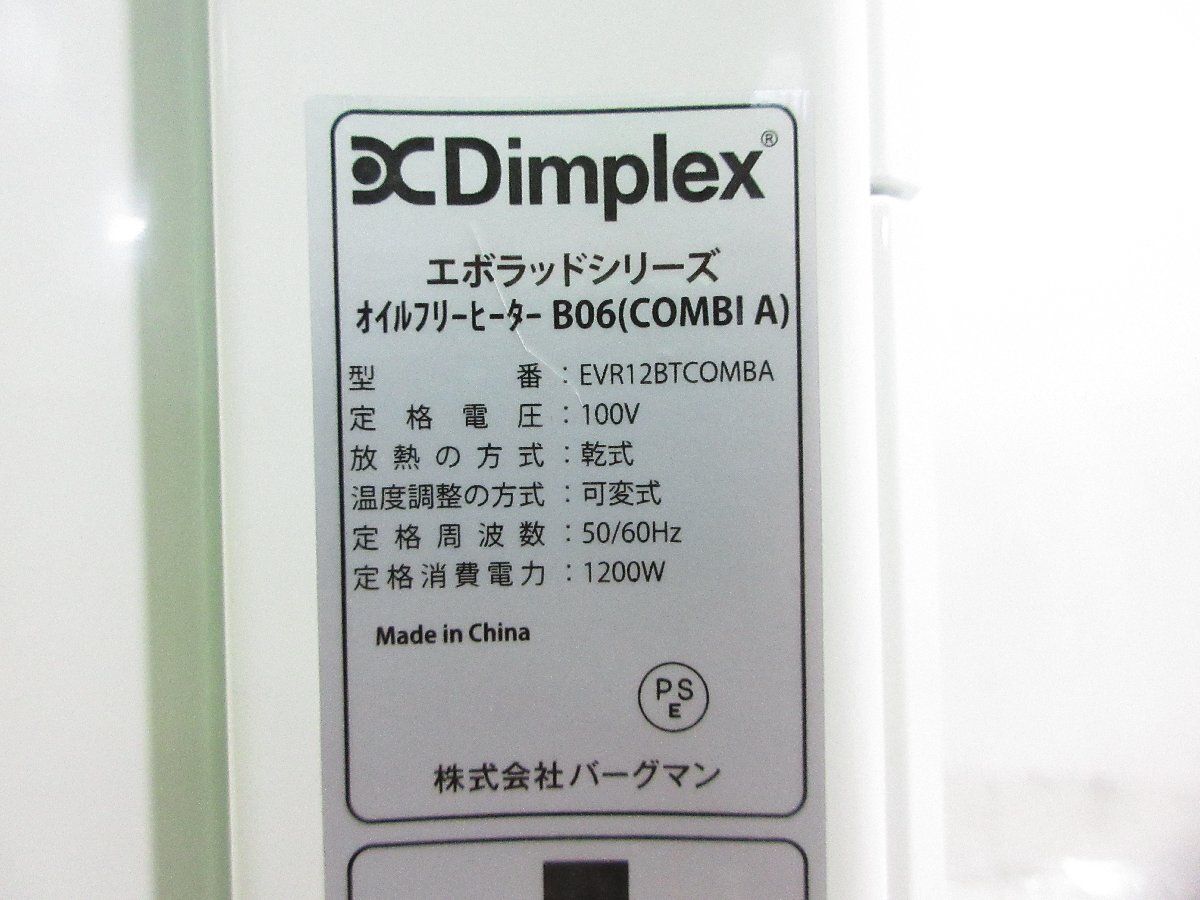 Dimplex®
エボラッドシリーズ
オイルフリーヒーター B06(COMBI A)
型番：EVR12BTCOMBA
定格電圧：100V
放熱の方式：乾式
温度調整の方式：可変式
定格周波数：50/60Hz
定格消費電力：1200W
Made in China
PS
E
株式会社バーグマン